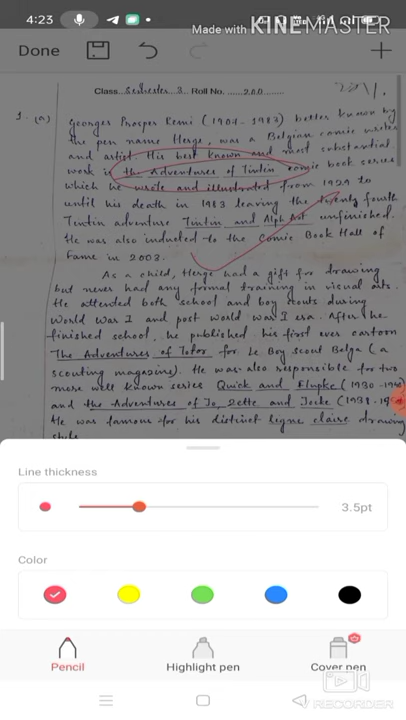 4:23
Made with KINEMASTER
Done
Class Semester 3 Roll No. 200
1. (a) Georges Prosper Remi (1907 - 1983) better known by
the pen name Herge, was a Belgian comic writer
and artist. His best known and most substantial
work is the Adventures of Tintin comic book series
which he wrote and illustrated from 1929 to
until his death in 1983 leaving the twenty fourth
Tintin adventure Tintin and Alph Art unfinished.
He was also inducted to the Comic Book Hall of
Fame in 2003.
As a child, Herge had a gift for drawing
but never had any formal training in visual arts.
He attended both school and boy scouts during
World War I and post world war I era. After he
finished school, he published his first ever cartoon
The Adventures of Totor for Le Boy scout Belge (a
scouting magazine). He was also responsible for two
more well known series Quick and Flupke (1930 -
and the Adventures of Jo, Zette and Jocko (1938 -
He was famous for his distinct ligne claire drawing
style
Line thickness
3.5pt
Color
Pencil
Highlight pen
Cover pen
RECORDER